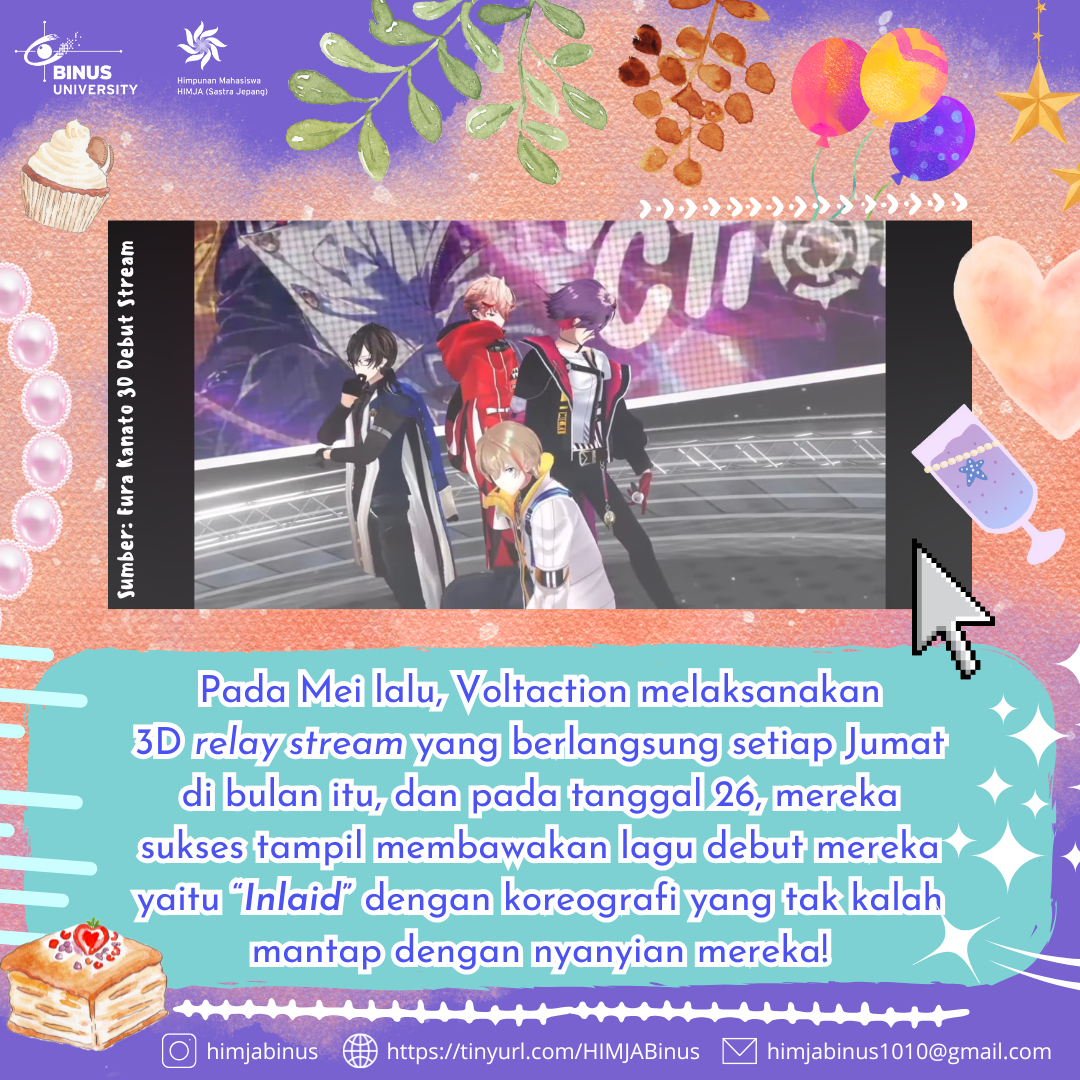 BINUS
UNIVERSITY
Himpunan Mahasiswa
HIMJA (Sastra Jepang)
CTI
Sumber: Fura Kanato 3D Debut Stream
Pada Mei lalu, Voltaction melaksanakan
3D relay stream yang berlangsung setiap Jumat
di bulan itu, dan pada tanggal 26, mereka
sukses tampil membawakan lagu debut mereka
yaitu “Inlaid” dengan koreografi yang tak kalah
mantap dengan nyanyian mereka!
himjabinus
https://tinyurl.com/HIMJABinus
himjabinus1010@gmail.com